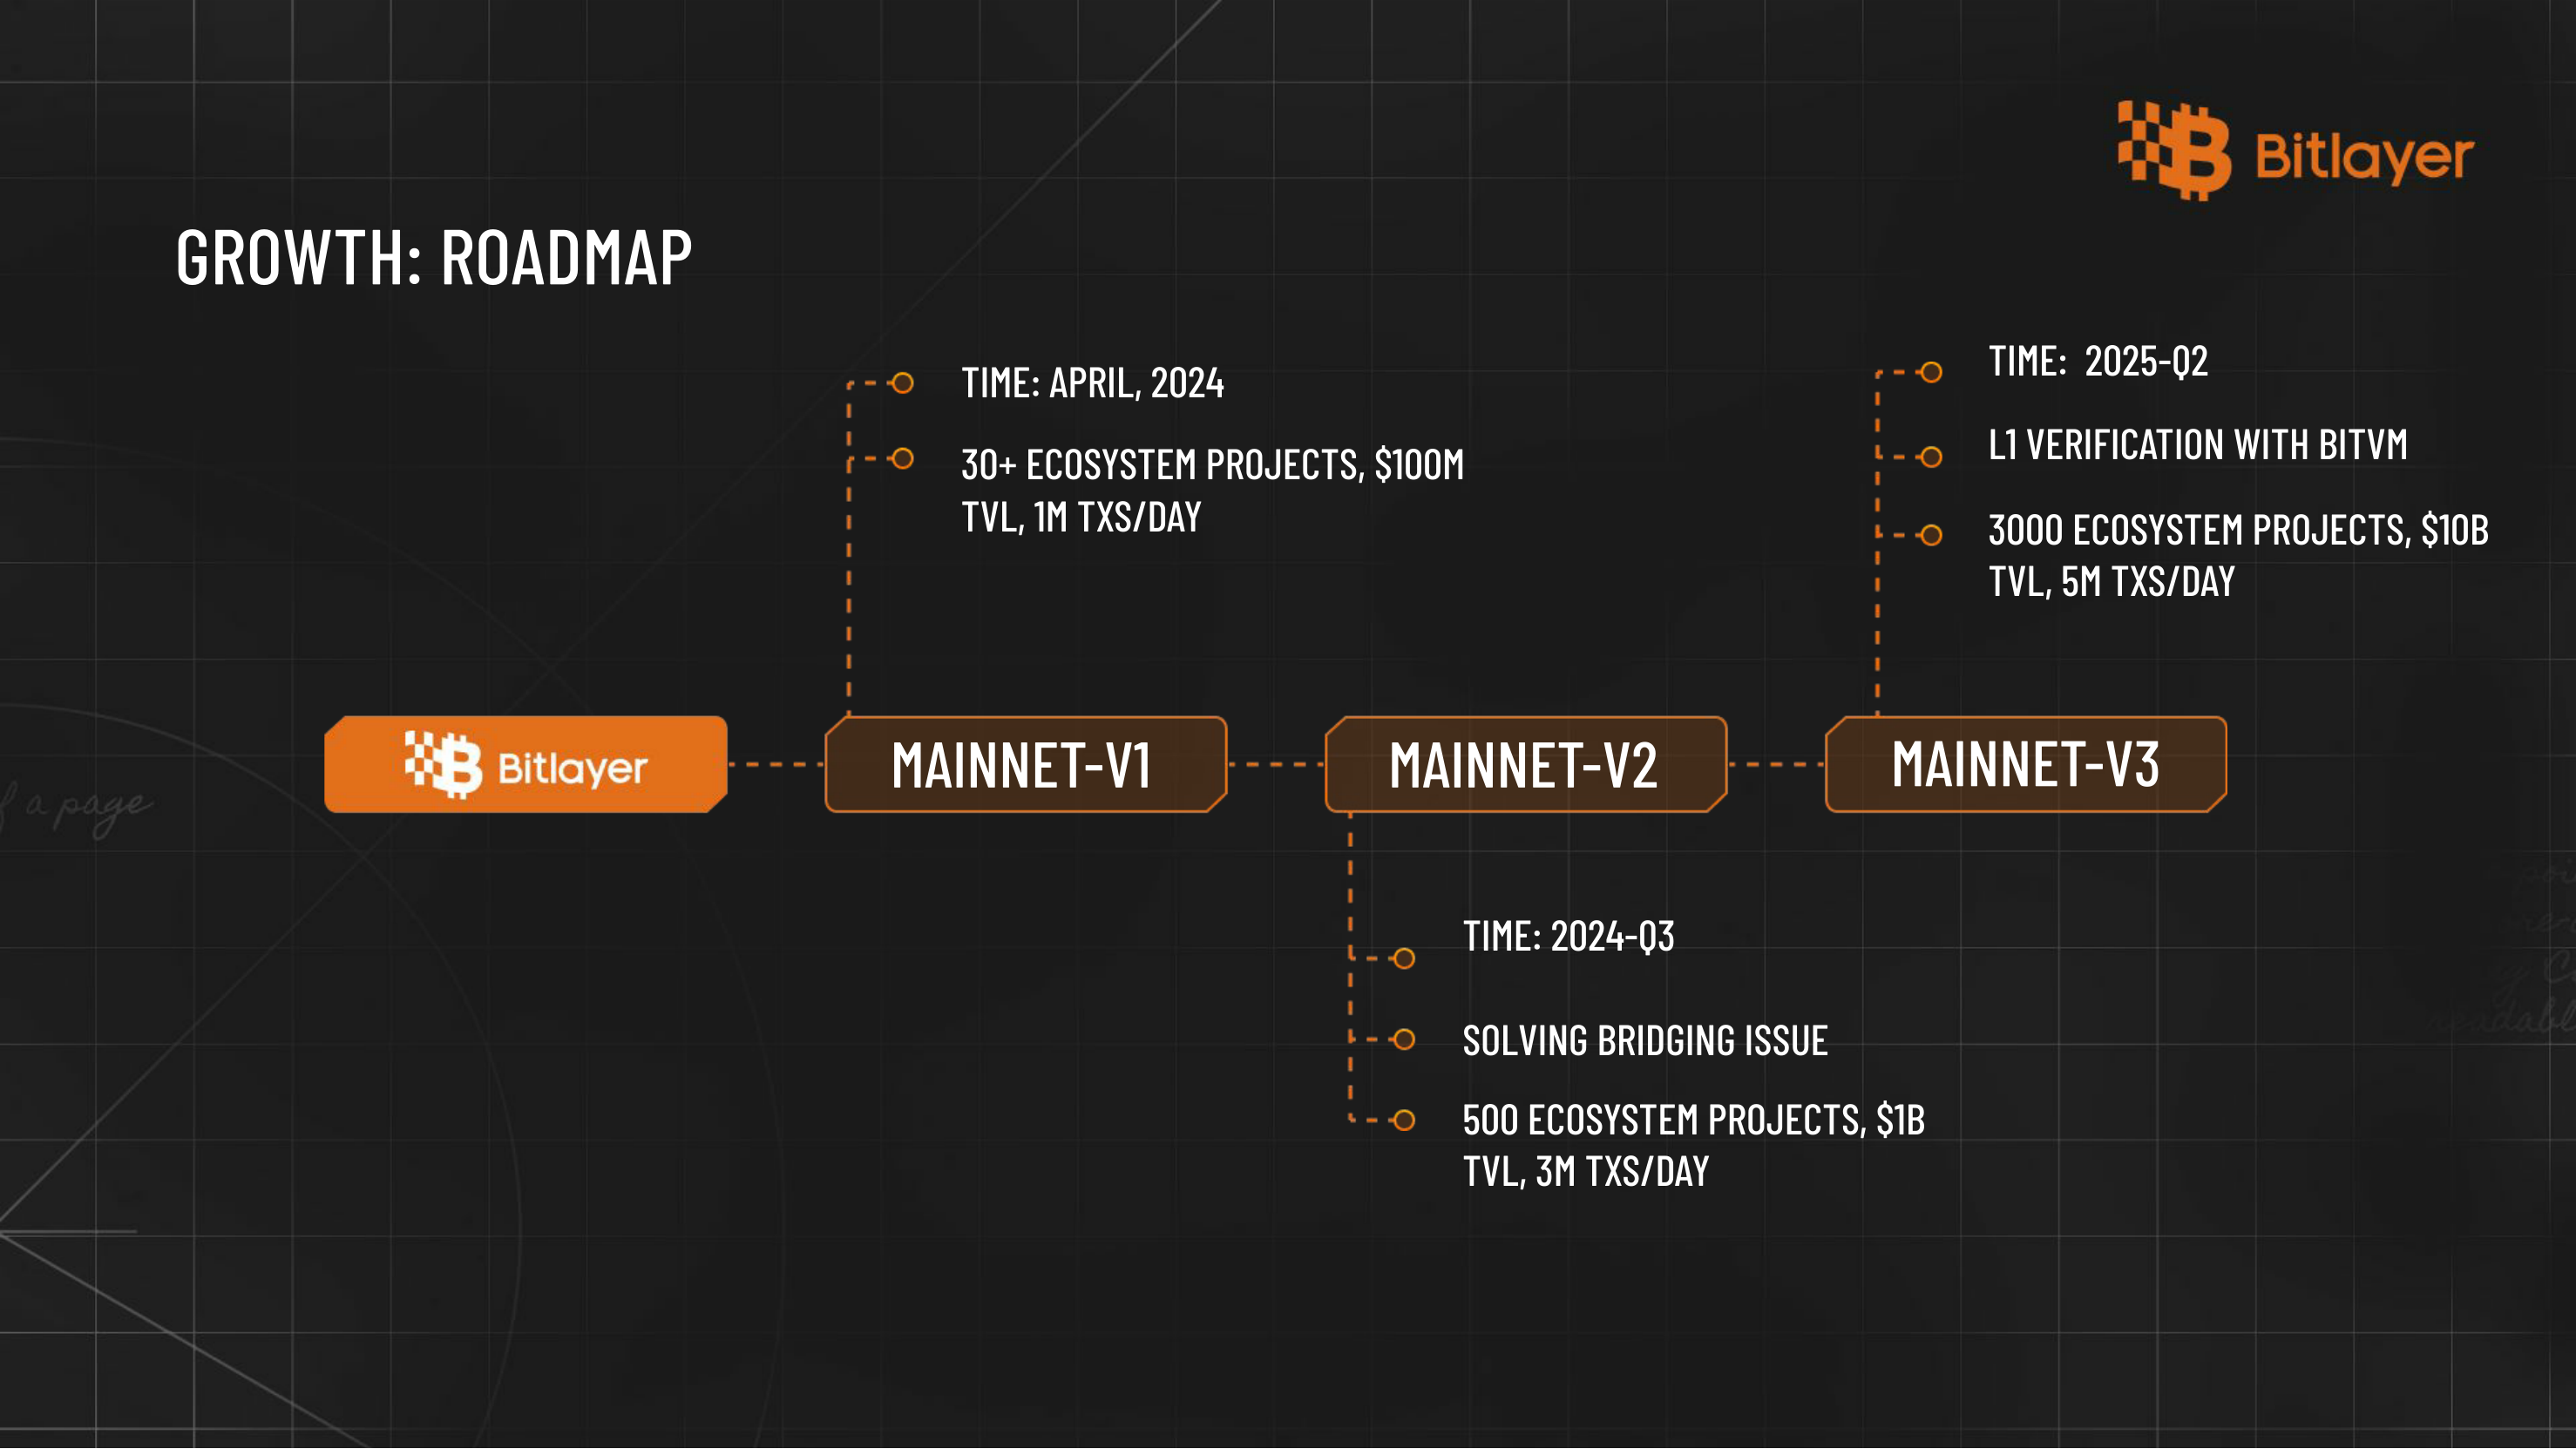 Bitlayer
GROWTH: ROADMAP
TIME: APRIL, 2024
30+ ECOSYSTEM PROJECTS, $100M
TVL, 1M TXS/DAY
TIME: 2025-Q2
L1 VERIFICATION WITH BITVM
3000 ECOSYSTEM PROJECTS, $10B
TVL, 5M TXS/DAY
Bitlayer
MAINNET-V1
MAINNET-V2
MAINNET-V3
a page
TIME: 2024-Q3
SOLVING BRIDGING ISSUE
500 ECOSYSTEM PROJECTS, $1B
TVL, 3M TXS/DAY